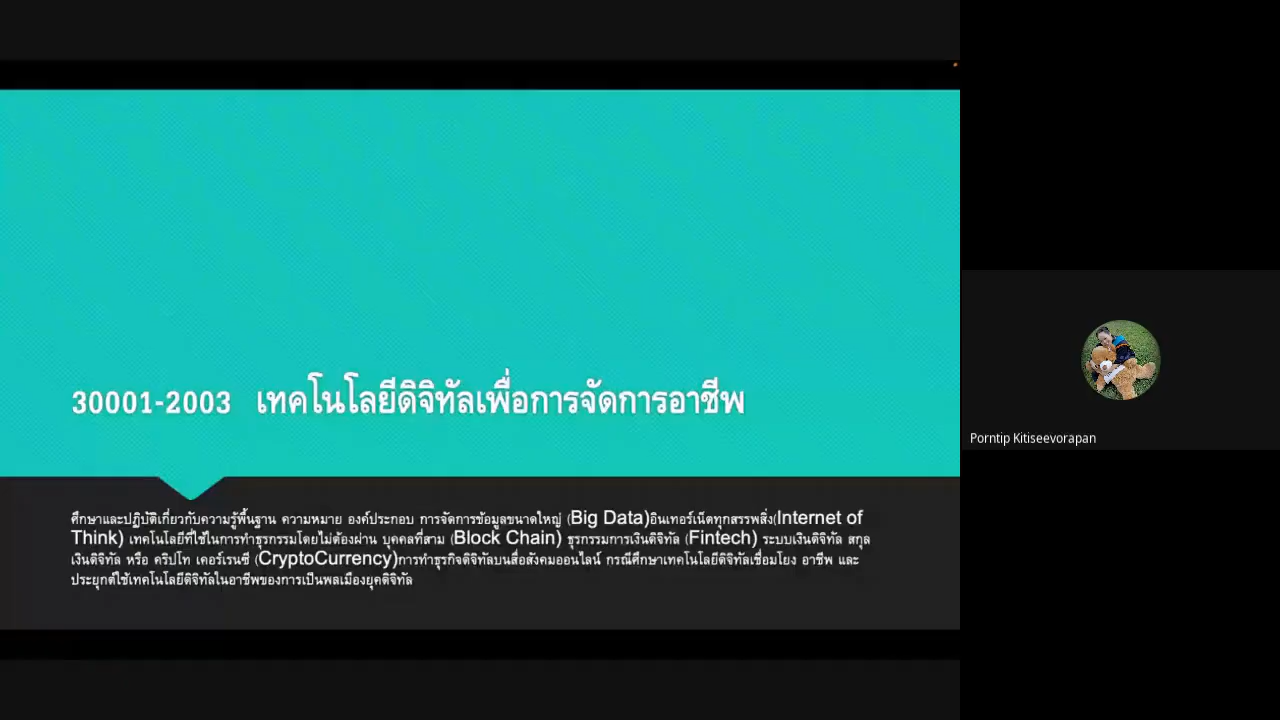 30001-2003 เทคโนโลยีดิจิทัลเพื่อการจัดการอาชีพ
ศึกษาและปฏิบัติเกี่ยวกับความรู้พื้นฐาน ความหมาย องค์ประกอบ การจัดการข้อมูลขนาดใหญ่ (Big Data)อินเทอร์เน็ตทุกสรรพสิ่ง(Internet of
Think) เทคโนโลยีที่ใช้ในการทำธุรกรรมโดยไม่ต้องผ่าน บุคคลที่สาม (Block Chain) ธุรกรรมการเงินดิจิทัล (Fintech) ระบบเงินดิจิทัล สกุล
เงินดิจิทัล หรือ คริปโท เคอร์เรนซี (CryptoCurrency)การทำธุรกิจดิจิทัลบนสื่อสังคมออนไลน์ กรณีศึกษาเทคโนโลยีดิจิทัลเชื่อมโยง อาชีพ และ
ประยุกต์ใช้เทคโนโลยีดิจิทัลในอาชีพของการเป็นพลเมืองยุคดิจิทัล
Porntip Kitiseevorapan